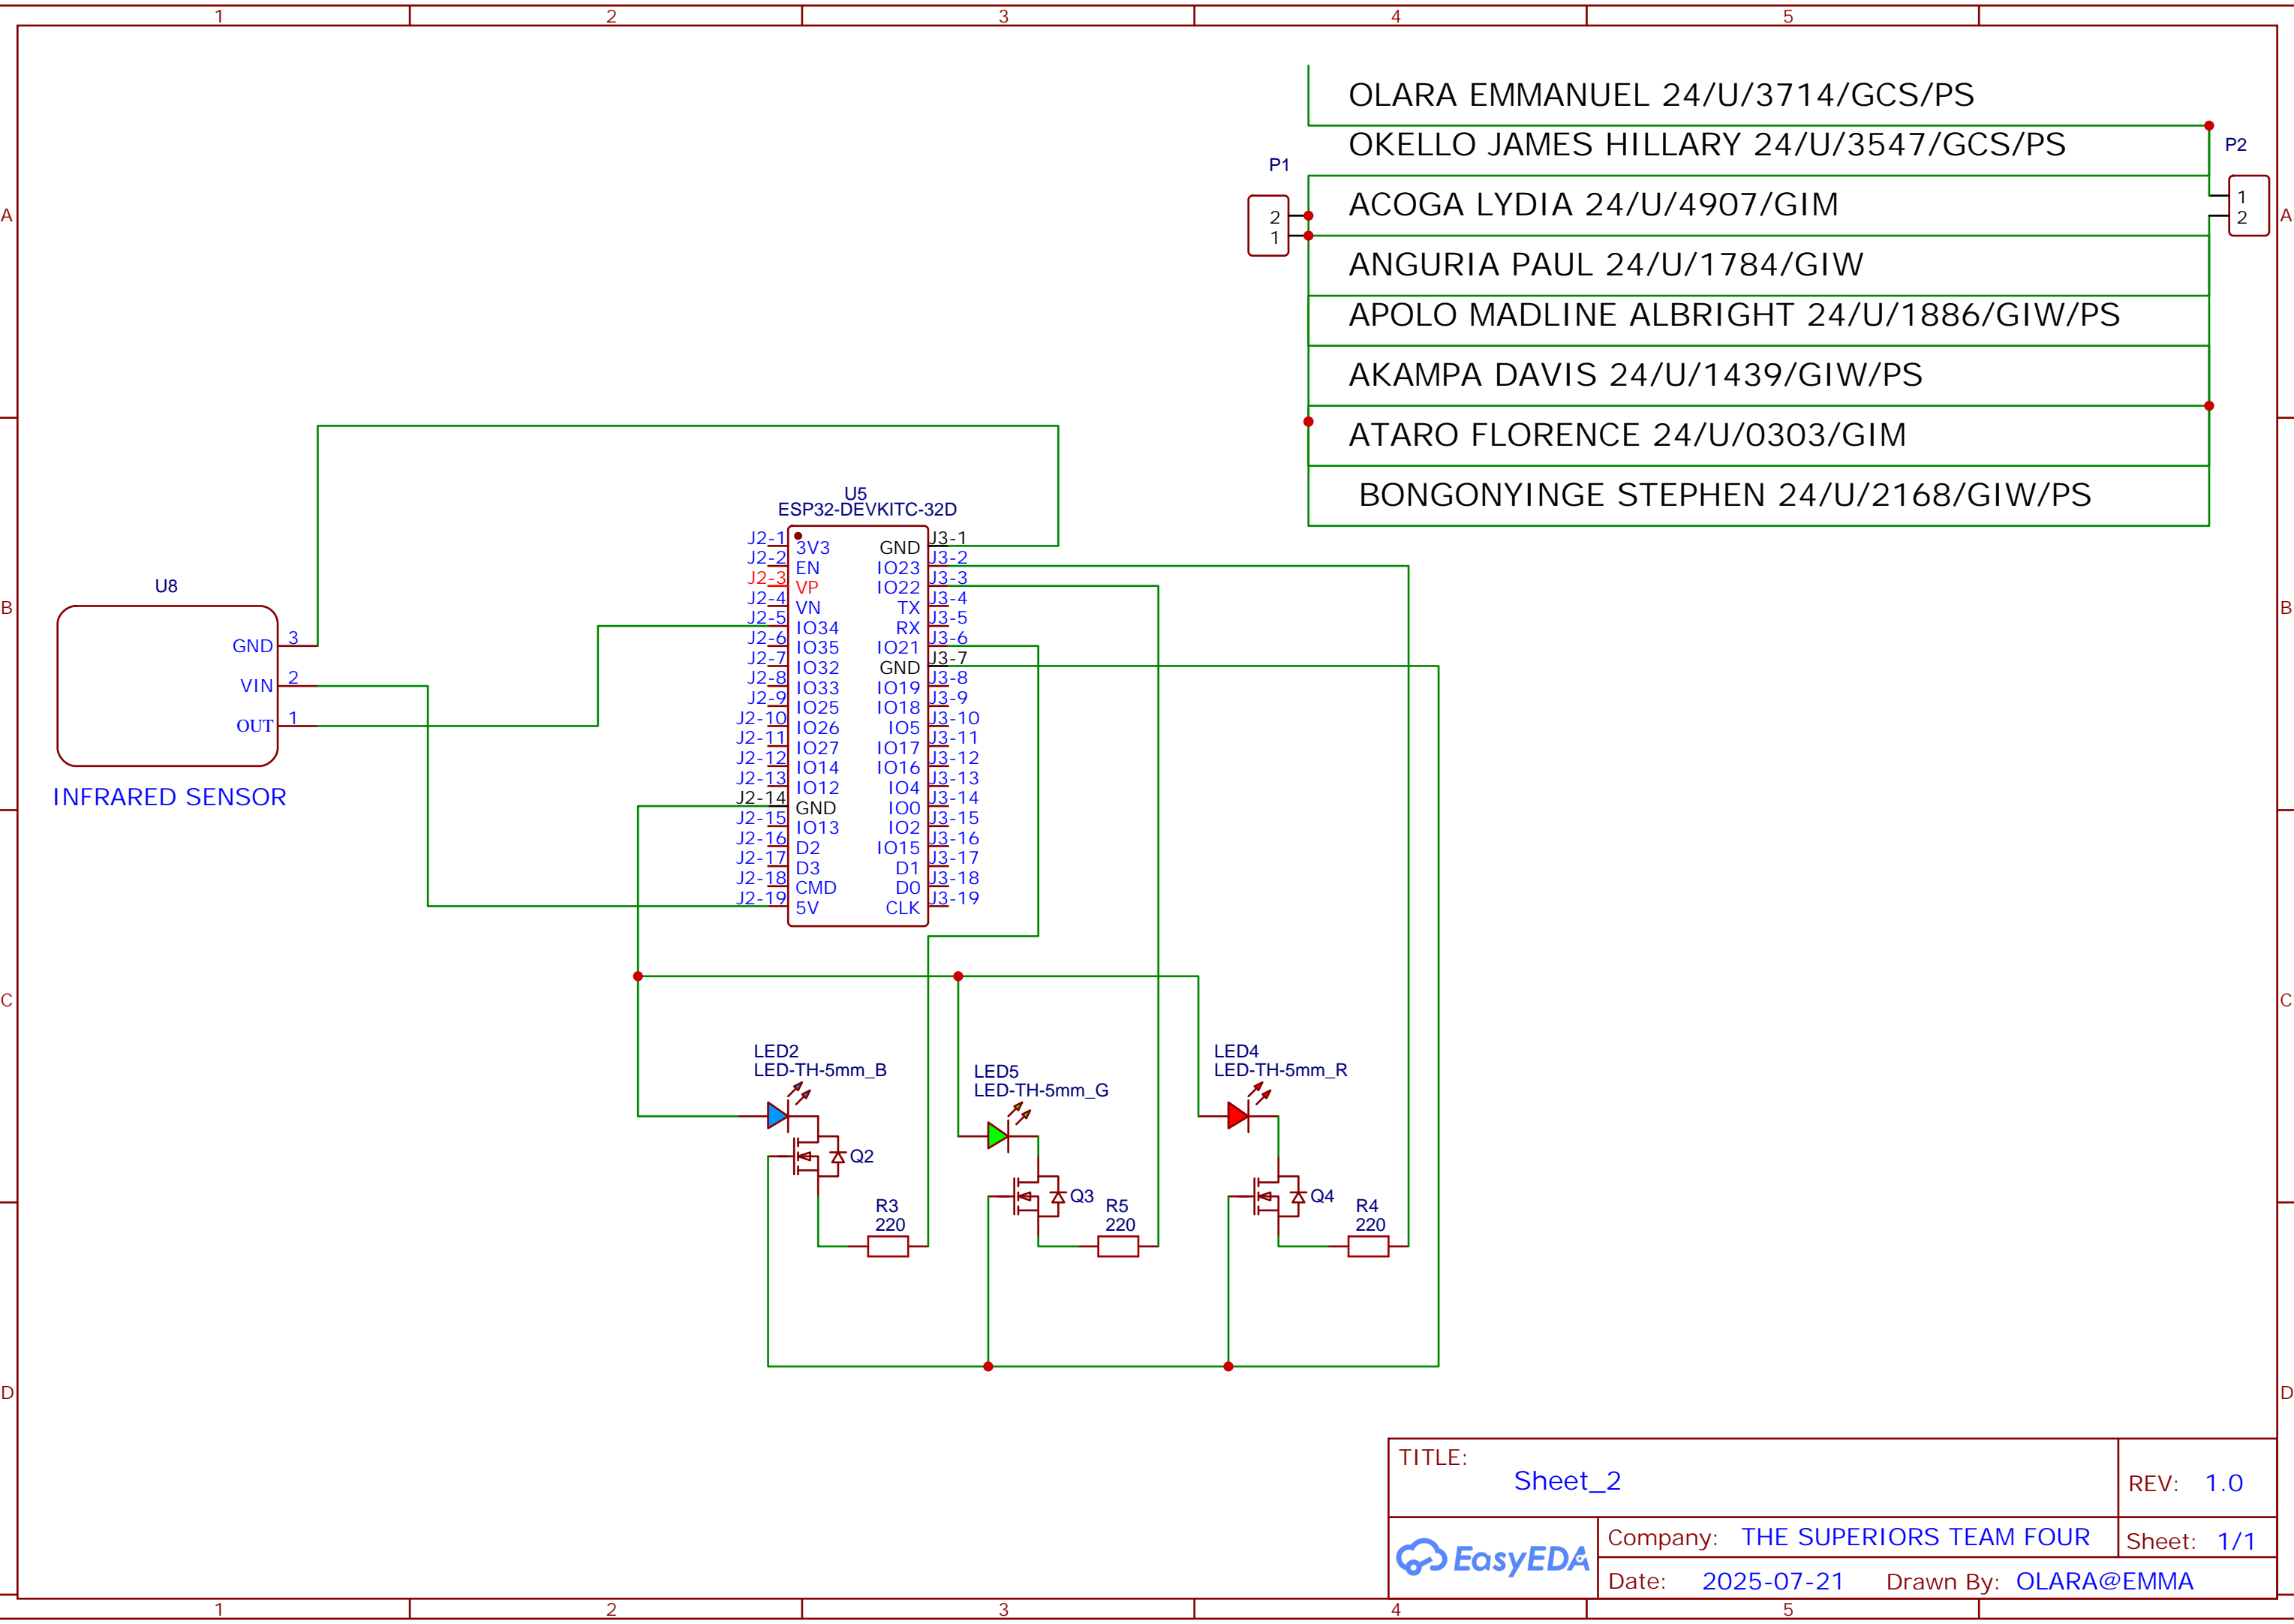 1 2 3 4 5
OLARA EMMANUEL 24/U/3714/GCS/PS
OKELLO JAMES HILLARY 24/U/3547/GCS/PS
P1
P2
ACOGA LYDIA 24/U/4907/GIM
2
1
1
2
A
A
ANGURIA PAUL 24/U/1784/GIW
APOLO MADLINE ALBRIGHT 24/U/1886/GIW/PS
AKAMPA DAVIS 24/U/1439/GIW/PS
ATARO FLORENCE 24/U/0303/GIM
BONGONYINGE STEPHEN 24/U/2168/GIW/PS
U5
ESP32-DEVKITC-32D
J2-1 3V3 GND J3-1
J2-2 EN IO23 J3-2
J2-3 VP IO22 J3-3
J2-4 VN TX J3-4
J2-5 IO34 RX J3-5
J2-6 IO35 IO21 J3-6
J2-7 IO32 GND J3-7
J2-8 IO33 IO19 J3-8
J2-9 IO25 IO18 J3-9
J2-10 IO26 IO5 J3-10
J2-11 IO27 IO17 J3-11
J2-12 IO14 IO16 J3-12
J2-13 IO12 IO4 J3-13
J2-14 GND IO0 J3-14
J2-15 IO13 IO2 J3-15
J2-16 D2 IO15 J3-16
J2-17 D3 D1 J3-17
J2-18 CMD D0 J3-18
J2-19 5V CLK J3-19
B
B
U8
GND 3
VIN 2
OUT 1
INFRARED SENSOR
C
C
LED2
LED-TH-5mm_B
LED5
LED-TH-5mm_G
LED4
LED-TH-5mm_R
Q2
Q3
Q4
R3
220
R5
220
R4
220
D
D
TITLE:
Sheet_2
REV: 1.0
EasyEDA
Company: THE SUPERIORS TEAM FOUR
Sheet: 1/1
Date: 2025-07-21 Drawn By: OLARA@EMMA
1 2 3 4 5